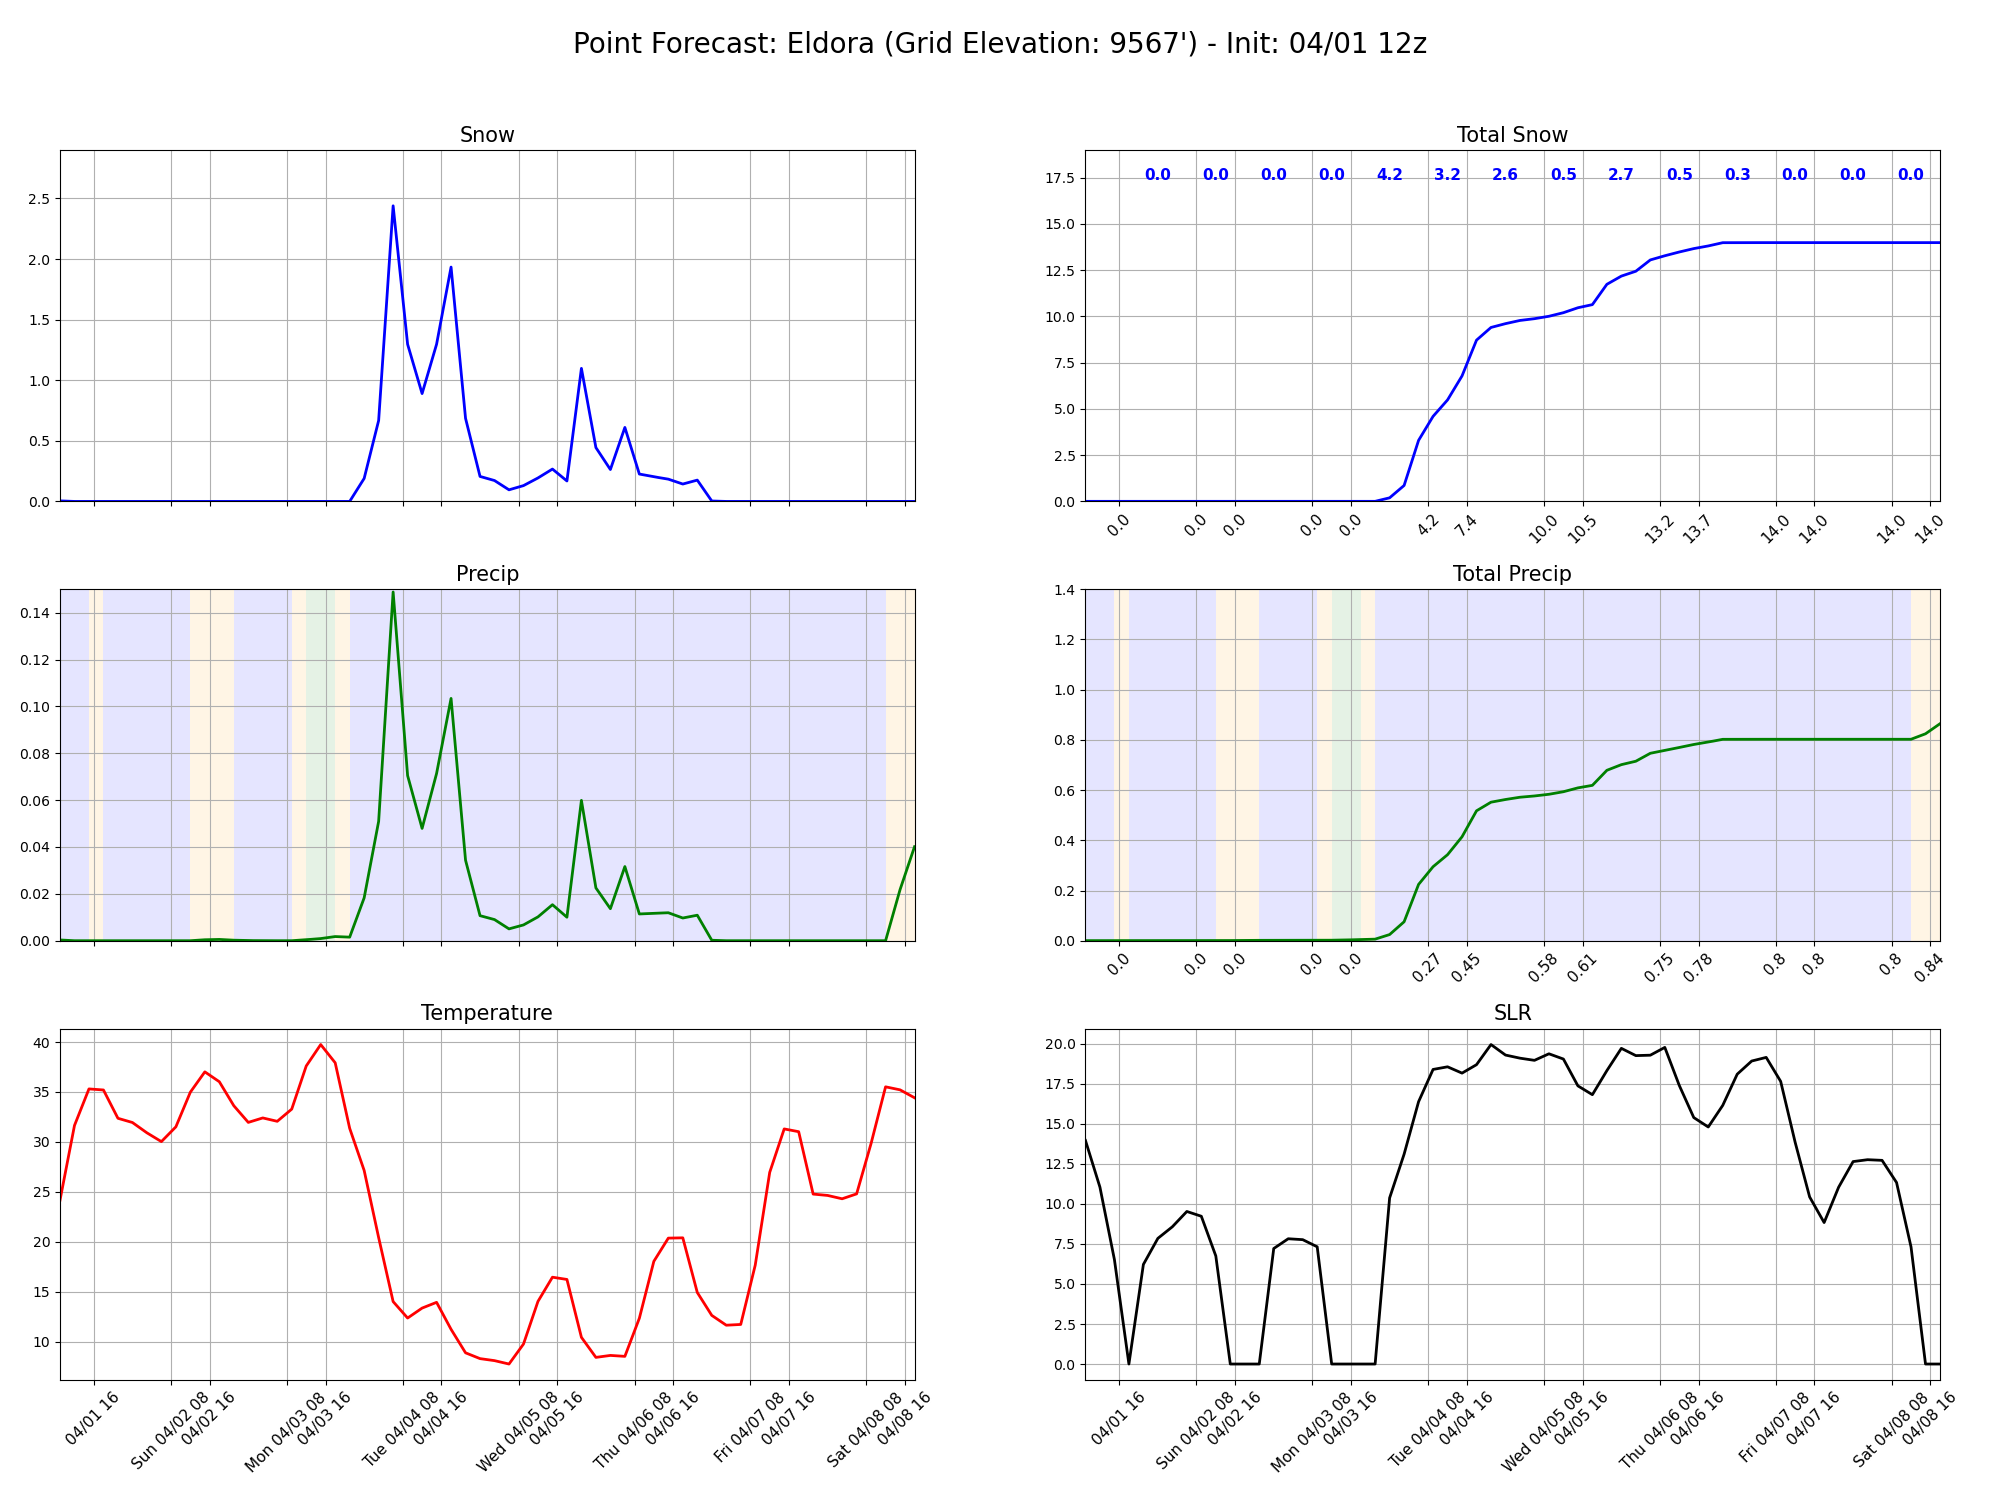 Point Forecast: Eldora (Grid Elevation: 9567') - Init: 04/01 12z
Snow
2.5
2.0
1.5
1.0
0.5
0.0
Total Snow
0.0 0.0 0.0 0.0 4.2 3.2 2.6 0.5 2.7 0.5 0.3 0.0 0.0 0.0
17.5
15.0
12.5
10.0
7.5
5.0
2.5
0.0
0.0 0.0 0.0 0.0 0.0 4.2 7.4 10.0 10.5 13.2 13.7 14.0 14.0 14.0 14.0
Precip
0.14
0.12
0.10
0.08
0.06
0.04
0.02
0.00
Total Precip
1.4
1.2
1.0
0.8
0.6
0.4
0.2
0.0
0.0 0.0 0.0 0.0 0.0 0.27 0.45 0.58 0.61 0.75 0.78 0.8 0.8 0.8 0.84
Temperature
40
35
30
25
20
15
10
04/01 16
Sun 04/02 08
04/02 16
Mon 04/03 08
04/03 16
Tue 04/04 08
04/04 16
Wed 04/05 08
04/05 16
Thu 04/06 08
04/06 16
Fri 04/07 08
04/07 16
Sat 04/08 08
04/08 16
SLR
20.0
17.5
15.0
12.5
10.0
7.5
5.0
2.5
0.0
04/01 16
Sun 04/02 08
04/02 16
Mon 04/03 08
04/03 16
Tue 04/04 08
04/04 16
Wed 04/05 08
04/05 16
Thu 04/06 08
04/06 16
Fri 04/07 08
04/07 16
Sat 04/08 08
04/08 16